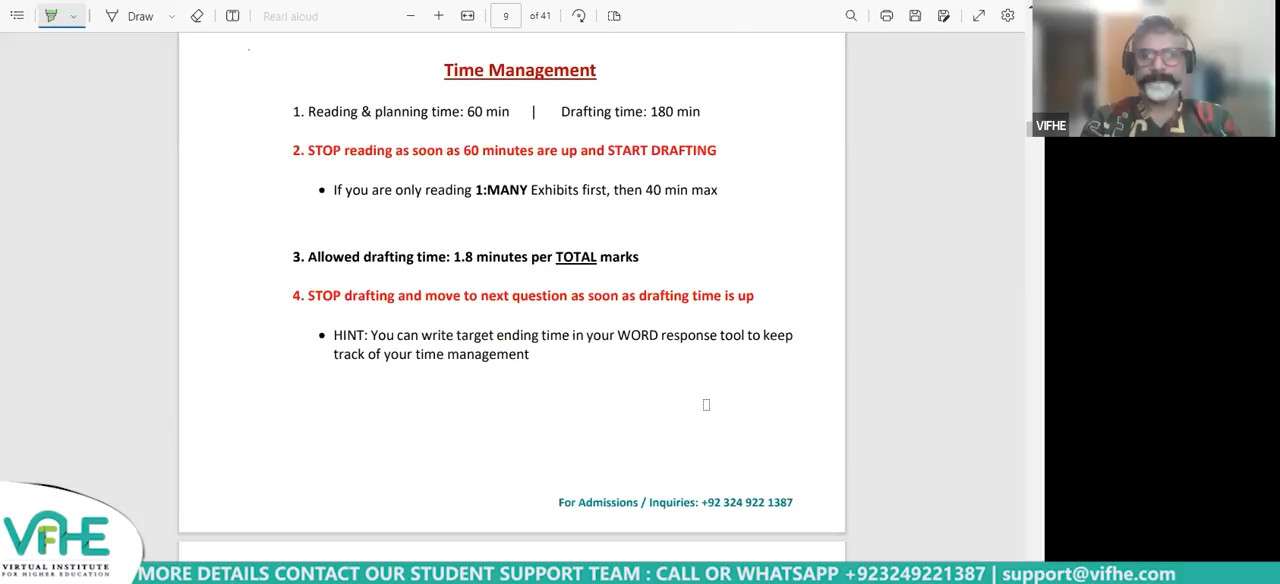 Draw
Read aloud
9
of 41
Time Management
1. Reading & planning time: 60 min | Drafting time: 180 min
2. STOP reading as soon as 60 minutes are up and START DRAFTING
• If you are only reading 1:MANY Exhibits first, then 40 min max
3. Allowed drafting time: 1.8 minutes per TOTAL marks
4. STOP drafting and move to next question as soon as drafting time is up
• HINT: You can write target ending time in your WORD response tool to keep
track of your time management
For Admissions / Inquiries: +92 324 922 1387
VIFHE
VIFHE
VIRTUAL INSTITUTE
FOR HIGHER EDUCATION
MORE DETAILS CONTACT OUR STUDENT SUPPORT TEAM : CALL OR WHATSAPP +923249221387 | support@vifhe.com